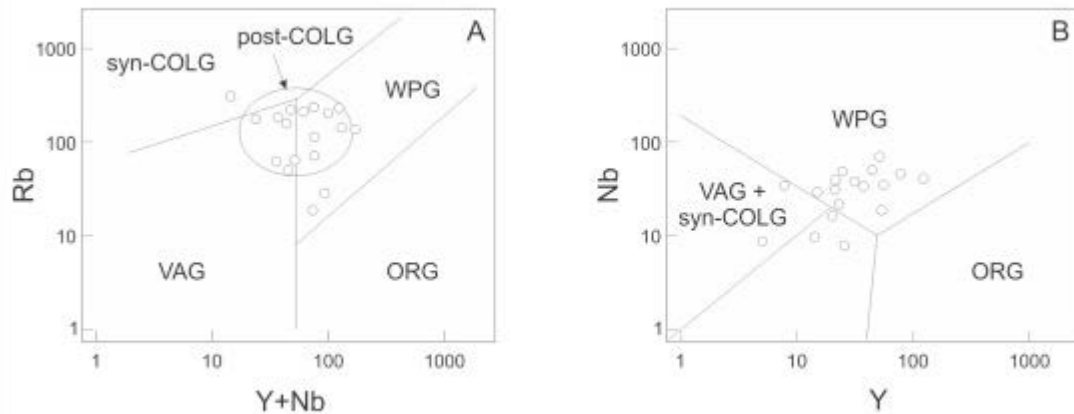 A
post-COLG
syn-COLG
WPG
VAG
ORG
1000
100
10
1
Rb
1
10
100
1000
Y+Nb
B
WPG
VAG +
syn-COLG
ORG
1000
100
10
1
Nb
1
10
100
1000
Y